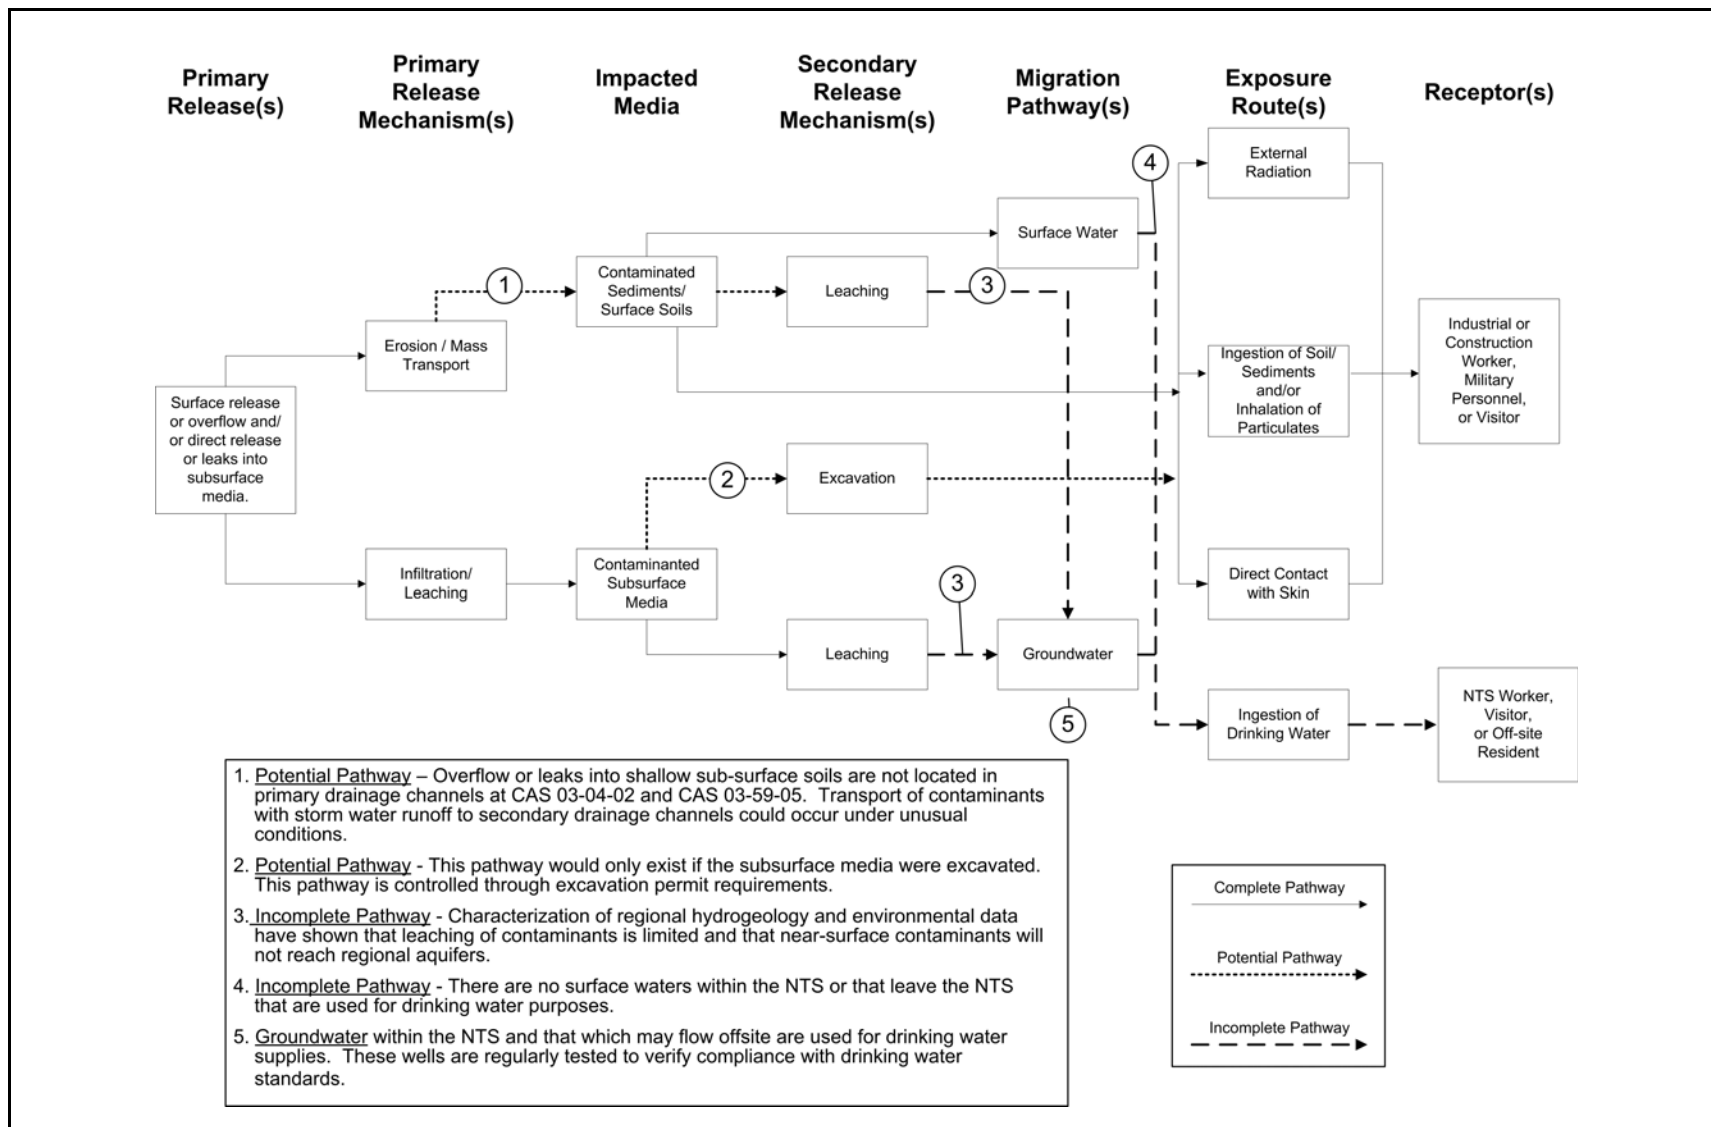 Primary
Release(s)
Primary
Release
Mechanism(s)
Impacted
Media
Secondary
Release
Mechanism(s)
Migration
Pathway(s)
Exposure
Route(s)
Receptor(s)
4
External
Radiation
Surface Water
1
Contaminated
Sediments/
Surface Soils
Leaching
3
Erosion / Mass
Transport
Ingestion of Soil/
Sediments
and/or
Inhalation of
Particulates
Industrial or
Construction
Worker,
Military
Personnel,
or Visitor
Surface release
or overflow and/
or direct release
or leaks into
subsurface
media.
2
Excavation
Infiltration/
Leaching
Contaminanted
Subsurface
Media
3
Direct Contact
with Skin
Leaching
Groundwater
5
Ingestion of
Drinking Water
NTS Worker,
Visitor,
or Off-site
Resident
1. Potential Pathway – Overflow or leaks into shallow sub-surface soils are not located in
primary drainage channels at CAS 03-04-02 and CAS 03-59-05. Transport of contaminants
with storm water runoff to secondary drainage channels could occur under unusual
conditions.
2. Potential Pathway - This pathway would only exist if the subsurface media were excavated.
This pathway is controlled through excavation permit requirements.
3. Incomplete Pathway - Characterization of regional hydrogeology and environmental data
have shown that leaching of contaminants is limited and that near-surface contaminants will
not reach regional aquifers.
4. Incomplete Pathway - There are no surface waters within the NTS or that leave the NTS
that are used for drinking water purposes.
5. Groundwater within the NTS and that which may flow offsite are used for drinking water
supplies. These wells are regularly tested to verify compliance with drinking water
standards.
Complete Pathway
Potential Pathway
Incomplete Pathway